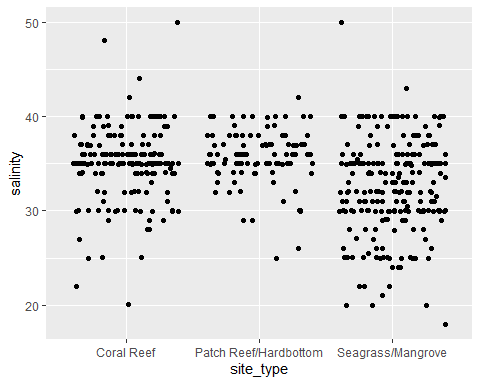 50
40
30
20
salinity
Coral Reef
Patch Reef/Hardbottom
Seagrass/Mangrove
site_type